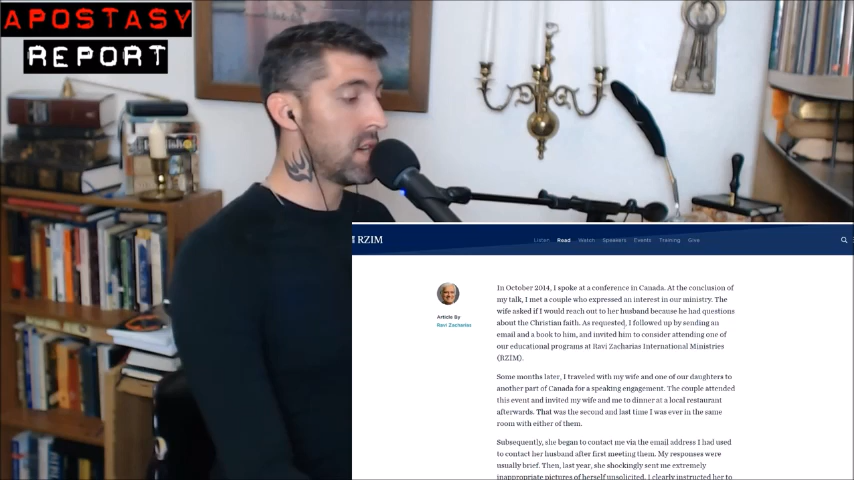 APOSTASY
REPORT
RZIM
Listen Read Watch Speakers Events Training Give
In October 2014, I spoke at a conference in Canada. At the conclusion of
my talk, I met a couple who expressed an interest in our ministry. The
wife asked if I would reach out to her husband because he had questions
about the Christian faith. As requested, I followed up by sending an
email and a book to him, and invited him to consider attending one of
our educational programs at Ravi Zacharias International Ministries
(RZIM).
Article By
Ravi Zacharias
Some months later, I traveled with my wife and one of our daughters to
another part of Canada for a speaking engagement. The couple attended
this event and invited my wife and me to dinner at a local restaurant
afterwards. That was the second and last time I was ever in the same
room with either of them.
Subsequently, she began to contact me via the email address I had used
to contact her husband after first meeting them. My responses were
usually brief. Then, last year, she shockingly sent me extremely
inappropriate pictures of herself unsolicited. I clearly instructed her to